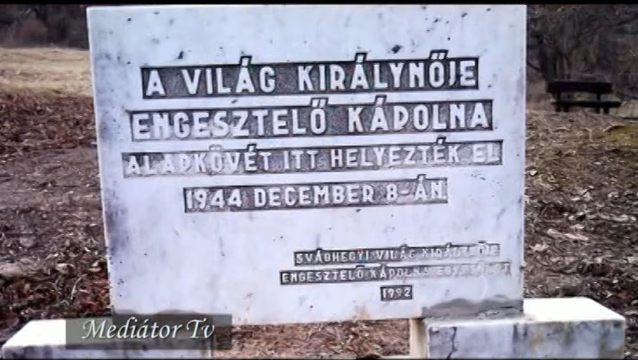 A VILÁG KIRÁLYNŐJE
ENGESZTELŐ KÁPOLNA
ALAPKÖVÉT ITT HELYEZTÉK EL
1944 DECEMBER 8-ÁN.
SVÁBHEGYI VILÁG KIRÁLYNŐJE
ENGESZTELŐ KÁPOLNA EGYESÜLET
1992
Mediátor Tv